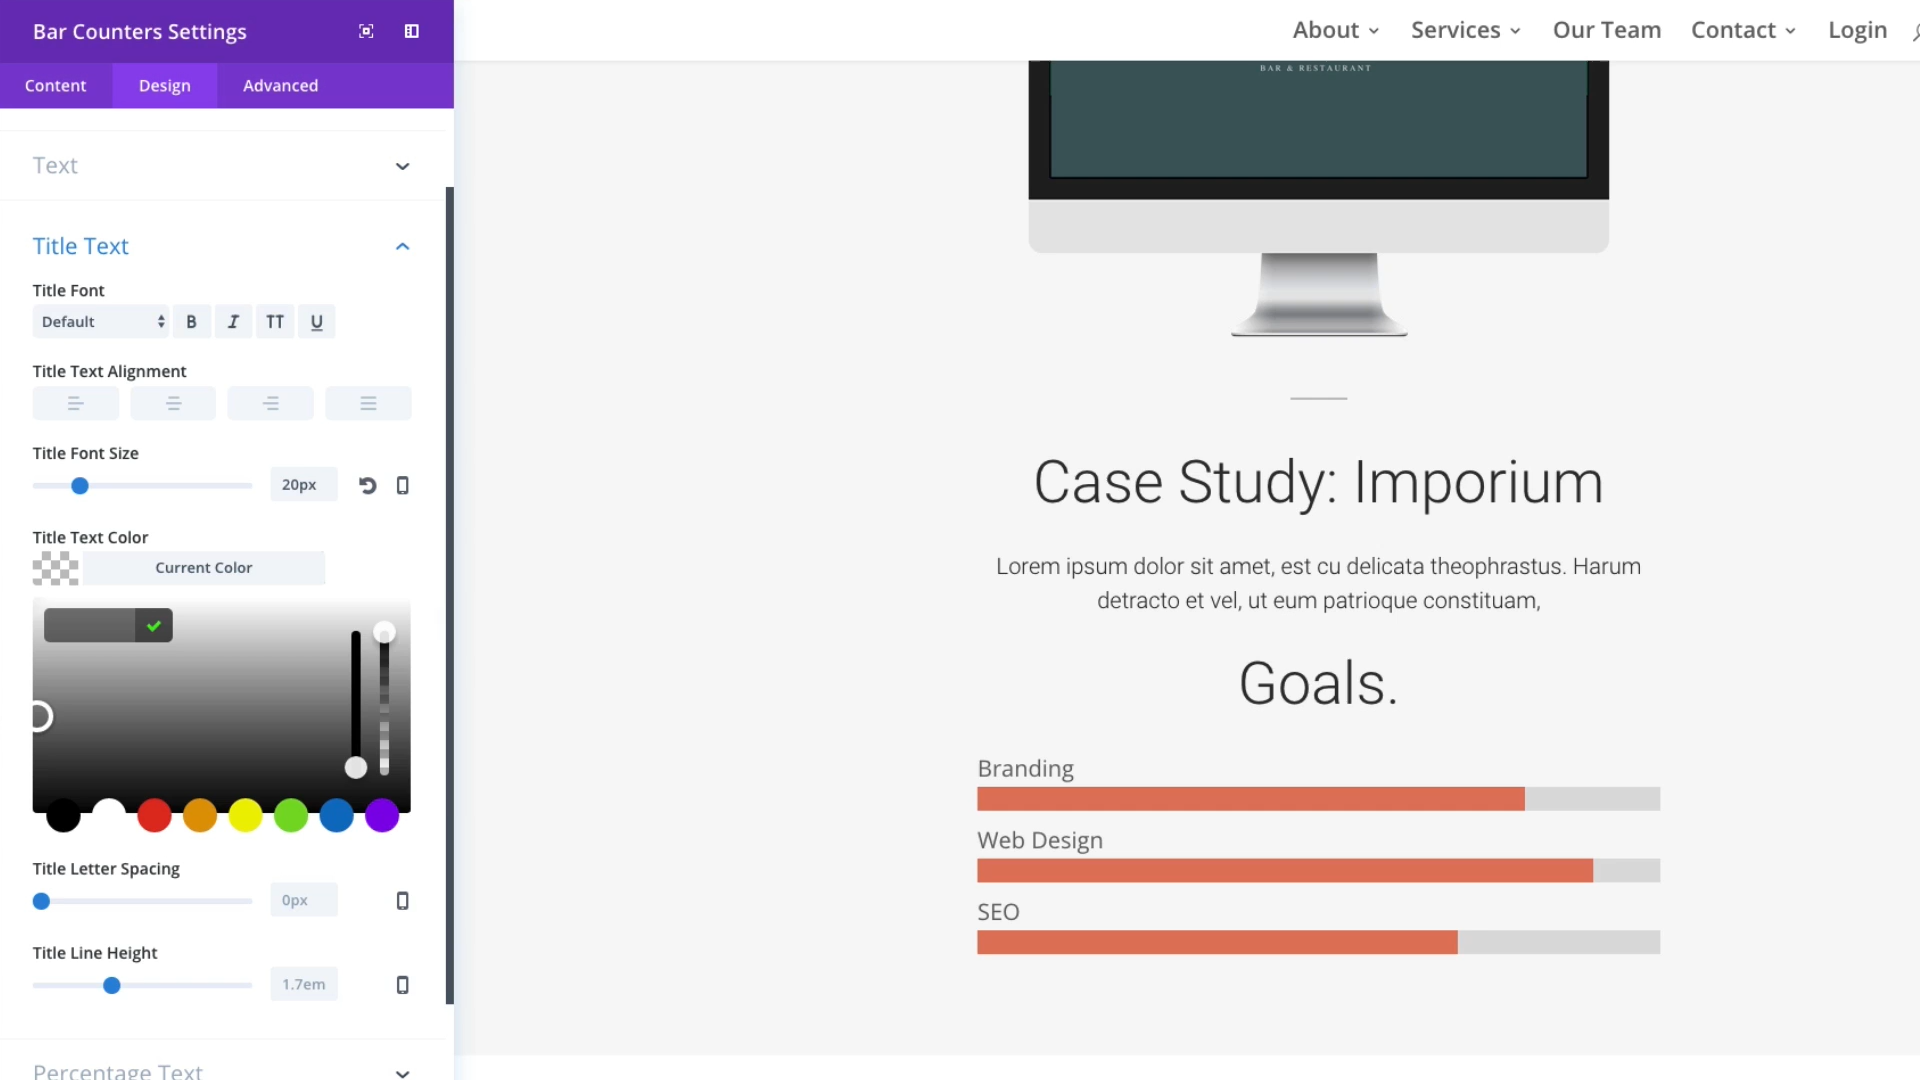 Bar Counters Settings
Content
Design
Advanced
Text
Title Text
Title Font
Default
B
I
TT
U
Title Text Alignment
Title Font Size
20px
Title Text Color
Current Color
Title Letter Spacing
0px
Title Line Height
1.7em
Percentage Text
About
Services
Our Team
Contact
Login
BAR & RESTAURANT
Case Study: Imporium
Lorem ipsum dolor sit amet, est cu delicata theophrastus. Harum
detracto et vel, ut eum patrioque constituam,
Goals.
Branding
Web Design
SEO